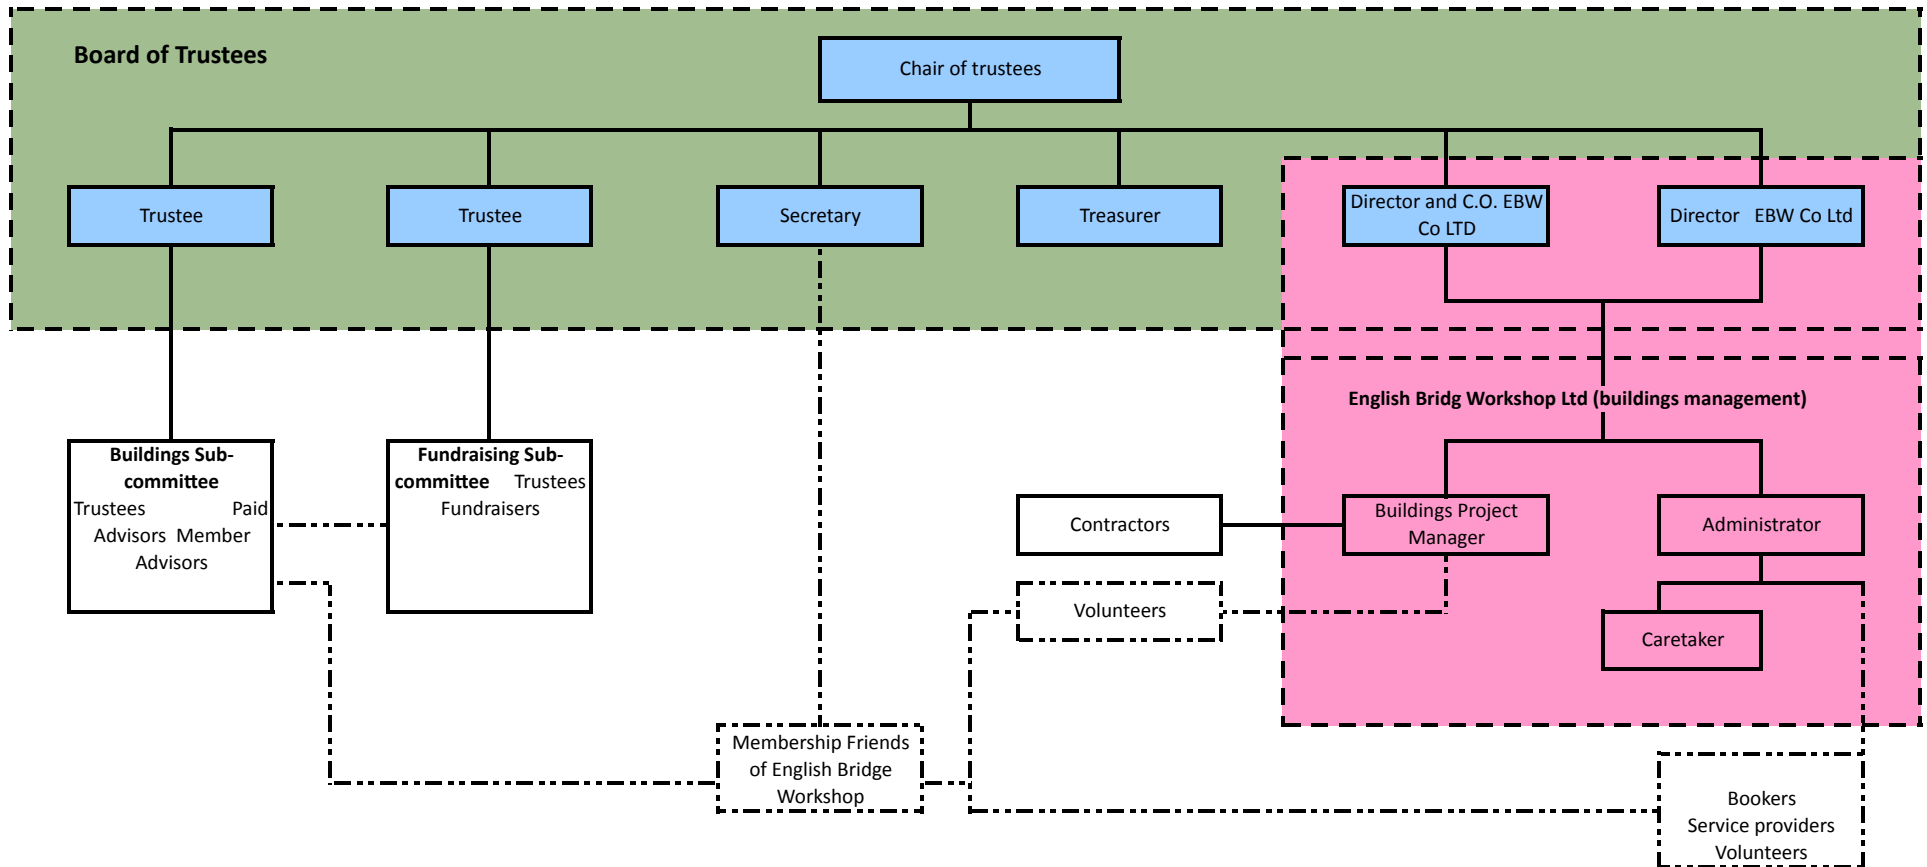 Board of Trustees
Chair of trustees
Trustee
Trustee
Secretary
Treasurer
Director and C.O. EBW
Co LTD
Director EBW Co Ltd
English Bridg Workshop Ltd (buildings management)
Buildings Sub-
committee
Trustees Paid
Advisors Member
Advisors
Fundraising Sub-
committee Trustees
Fundraisers
Contractors
Buildings Project
Manager
Administrator
Volunteers
Caretaker
Membership Friends
of English Bridge
Workshop
Bookers
Service providers
Volunteers